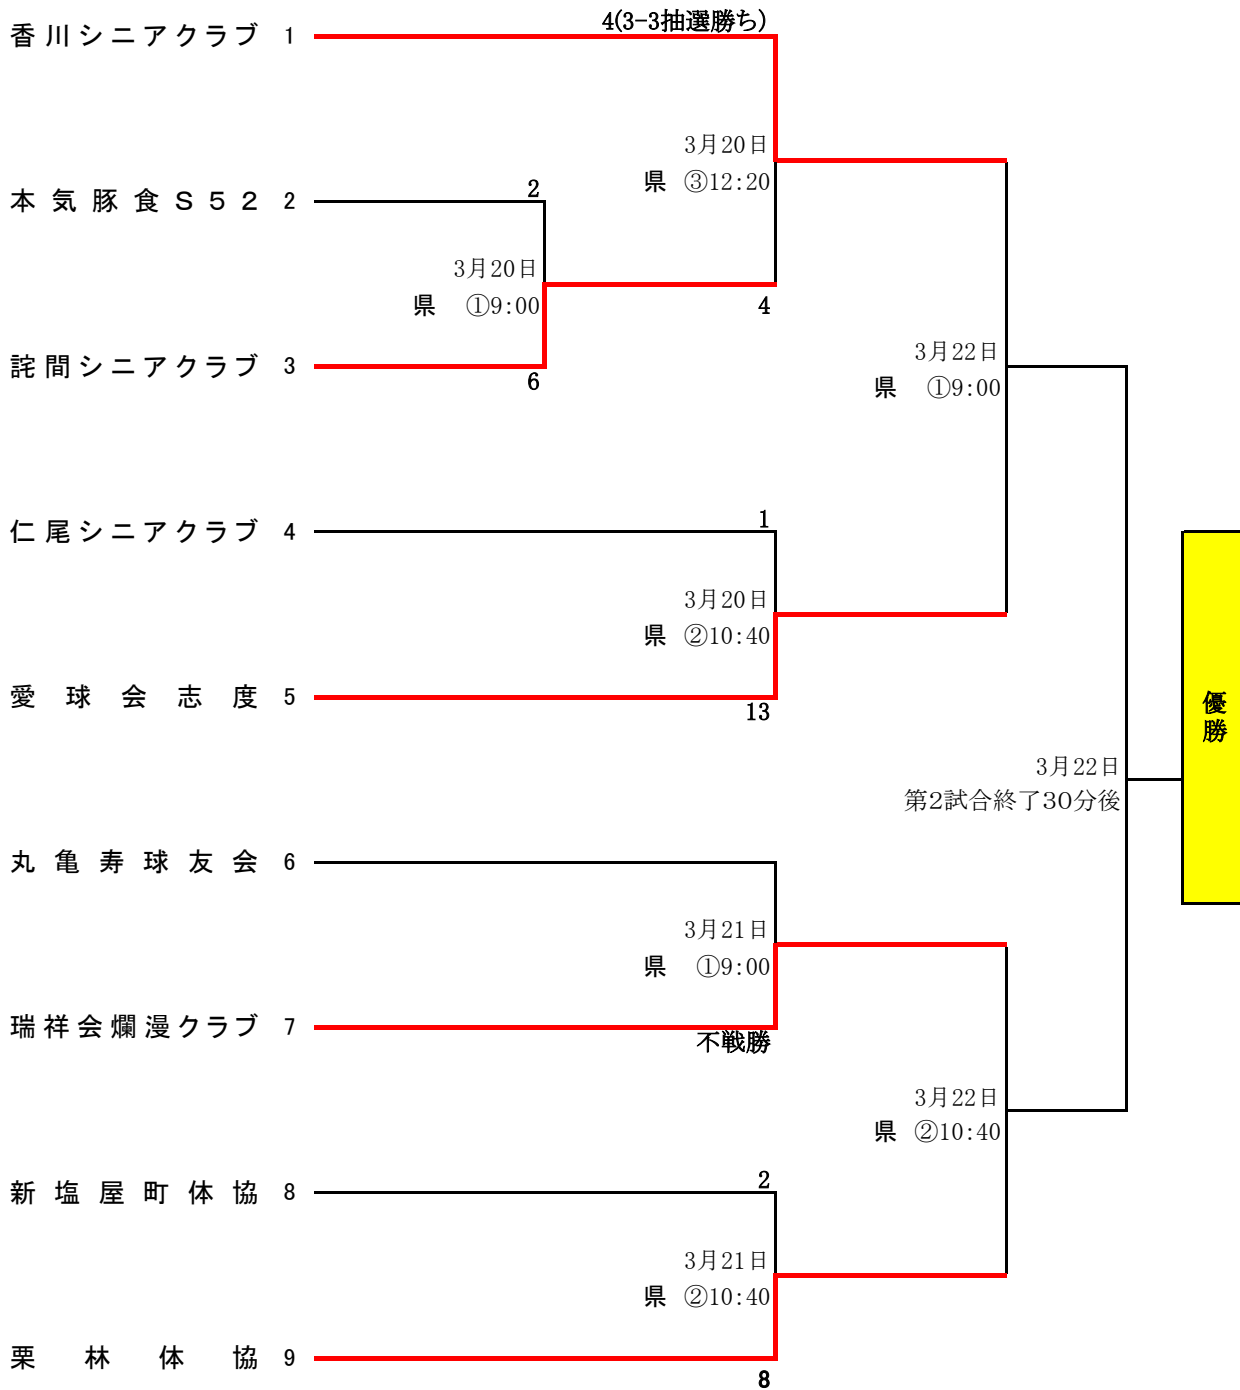 4(3-3抽選勝ち)
香川シニアクラブ 1
3月20日
県 ③12:20
本気豚食S52 2
2
3月20日
県 ①9:00
4
詫間シニアクラブ 3
6
3月22日
県 ①9:00
仁尾シニアクラブ 4
1
3月20日
県 ②10:40
愛球会志度 5
13
優勝
3月22日
第2試合終了30分後
丸亀寿球友会 6
3月21日
県 ①9:00
瑞祥会爛漫クラブ 7
不戦勝
3月22日
県 ②10:40
新塩屋町体協 8
2
3月21日
県 ②10:40
栗林体協 9
8